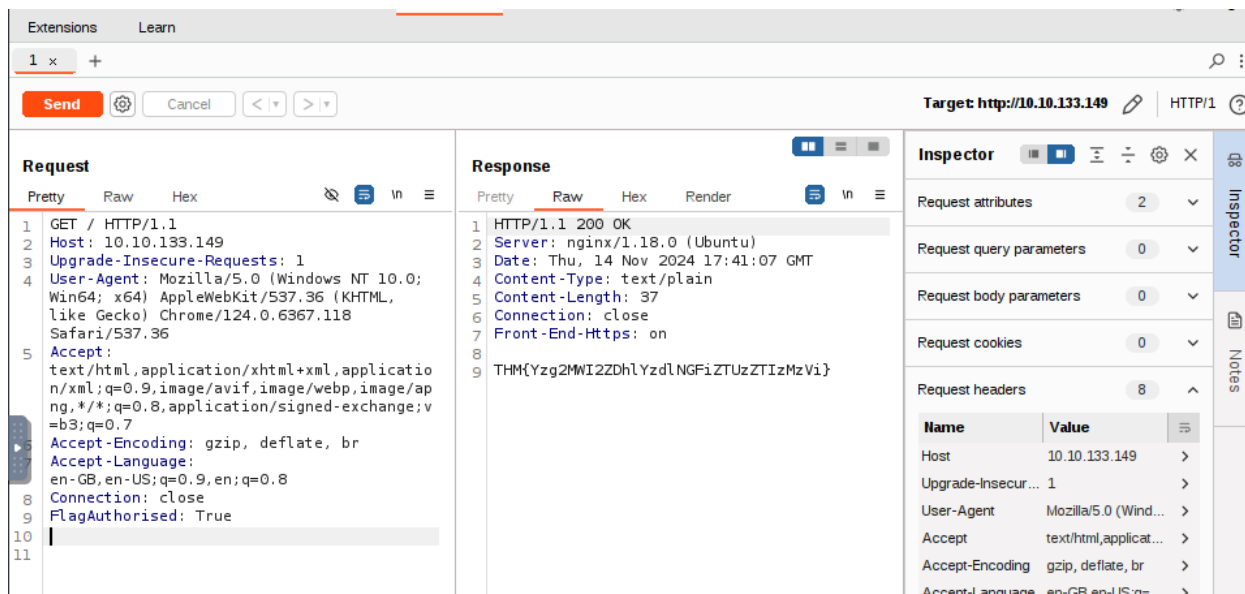 Extensions Learn
1 × +
Send Cancel < > Target: http://10.10.133.149 HTTP/1
Request
Pretty Raw Hex \n
1 GET / HTTP/1.1
2 Host: 10.10.133.149
3 Upgrade-Insecure-Requests: 1
4 User-Agent: Mozilla/5.0 (Windows NT 10.0;
Win64; x64) AppleWebKit/537.36 (KHTML,
like Gecko) Chrome/124.0.6367.118
Safari/537.36
5 Accept:
text/html,application/xhtml+xml,applicatio
n/xml;q=0.9,image/avif,image/webp,image/ap
ng,*/*;q=0.8,application/signed-exchange;v
=b3;q=0.7
6 Accept-Encoding: gzip, deflate, br
7 Accept-Language:
en-GB,en-US;q=0.9,en;q=0.8
8 Connection: close
9 FlagAuthorised: True
10
11
Response
Pretty Raw Hex Render \n
1 HTTP/1.1 200 OK
2 Server: nginx/1.18.0 (Ubuntu)
3 Date: Thu, 14 Nov 2024 17:41:07 GMT
4 Content-Type: text/plain
5 Content-Length: 37
6 Connection: close
7 Front-End-Https: on
8
9 THM{Yzg2MWI2ZDhlYzdlNGFiZTUzZTIzMzVi}
Inspector
Request attributes 2
Request query parameters 0
Request body parameters 0
Request cookies 0
Request headers 8
Name Value
Host 10.10.133.149 >
Upgrade-Insecur... 1 >
User-Agent Mozilla/5.0 (Wind... >
Accept text/html,applicat... >
Accept-Encoding gzip, deflate, br >
Accept-Language en-GB,en-US;q=... >
Inspector
Notes